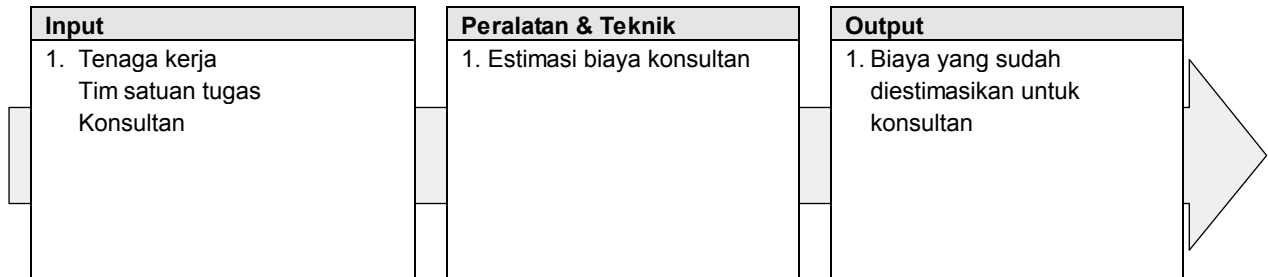 Input
1. Tenaga kerja
Tim satuan tugas
Konsultan
Peralatan & Teknik
1. Estimasi biaya konsultan
Output
1. Biaya yang sudah
diestimasikan untuk
konsultan